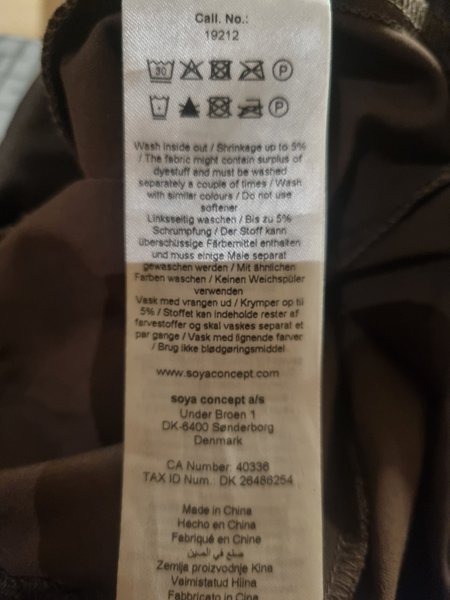 Call. No.:
19212
30
P
P
Wash inside out / Shrinkage up to 5%
/ The fabric might contain surplus of
dyestuff and must be washed
separately a couple of times / Wash
with similar colours / Do not use
softener
Linksseitig waschen / Bis zu 5%
Schrumpfung / Der Stoff kann
überschüssige Färbemittel enthalten
und muss einige Male separat
gewaschen werden / Mit ähnlichen
Farben waschen / Keinen Weichspüler
verwenden
Vask med vrangen ud / Krymper op til
5% / Stoffet kan indeholde rester af
farvestoffer og skal vaskes separat et
par gange / Vask med lignende farver
/ Brug ikke blødgøringsmiddel
www.soyaconcept.com
soya concept a/s
Under Broen 1
DK-6400 Sønderborg
Denmark
CA Number: 40336
TAX ID Num.: DK 26486254
Made in China
Hecho en China
Fabriqué en Chine
صنع في الصين
Zemlja proizvodnje Kina
Valmistatud Hiina
Fabbricato in Cina